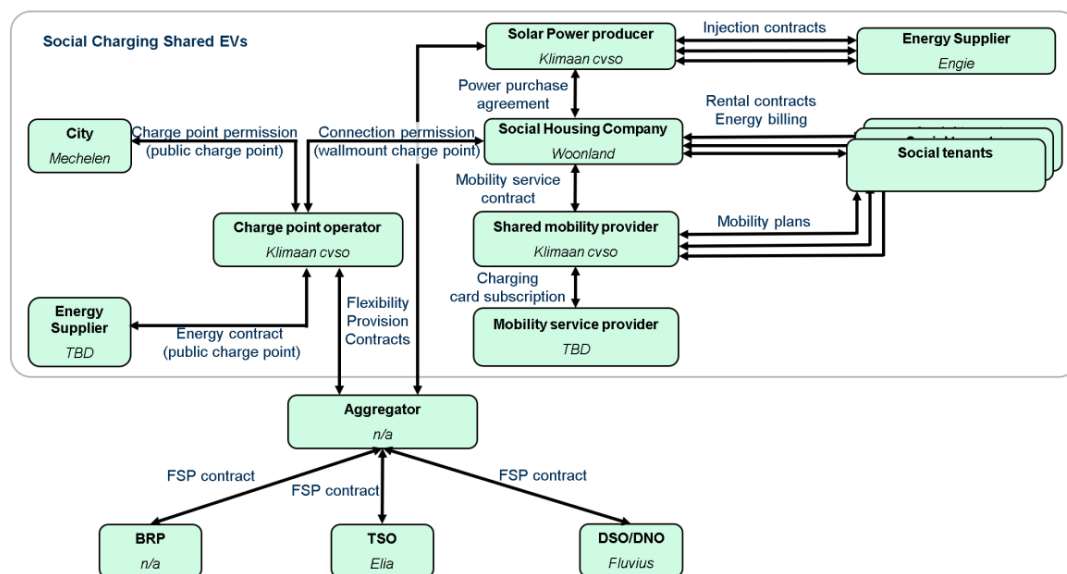 Social Charging Shared EVs
Solar Power producer
Klimaan cvso
Injection contracts
Energy Supplier
Engie
Power purchase
agreement
Rental contracts
Energy billing
City
Mechelen
Charge point permission
(public charge point)
Connection permission
(wallmount charge point)
Social Housing Company
Woonland
Social tenants
Mobility service
contract
Charge point operator
Klimaan cvso
Shared mobility provider
Klimaan cvso
Mobility plans
Charging
card subscription
Energy
Supplier
TBD
Energy contract
(public charge point)
Flexibility
Provision
Contracts
Mobility service provider
TBD
Aggregator
n/a
FSP contract
FSP contract
FSP contract
BRP
n/a
TSO
Elia
DSO/DNO
Fluvius